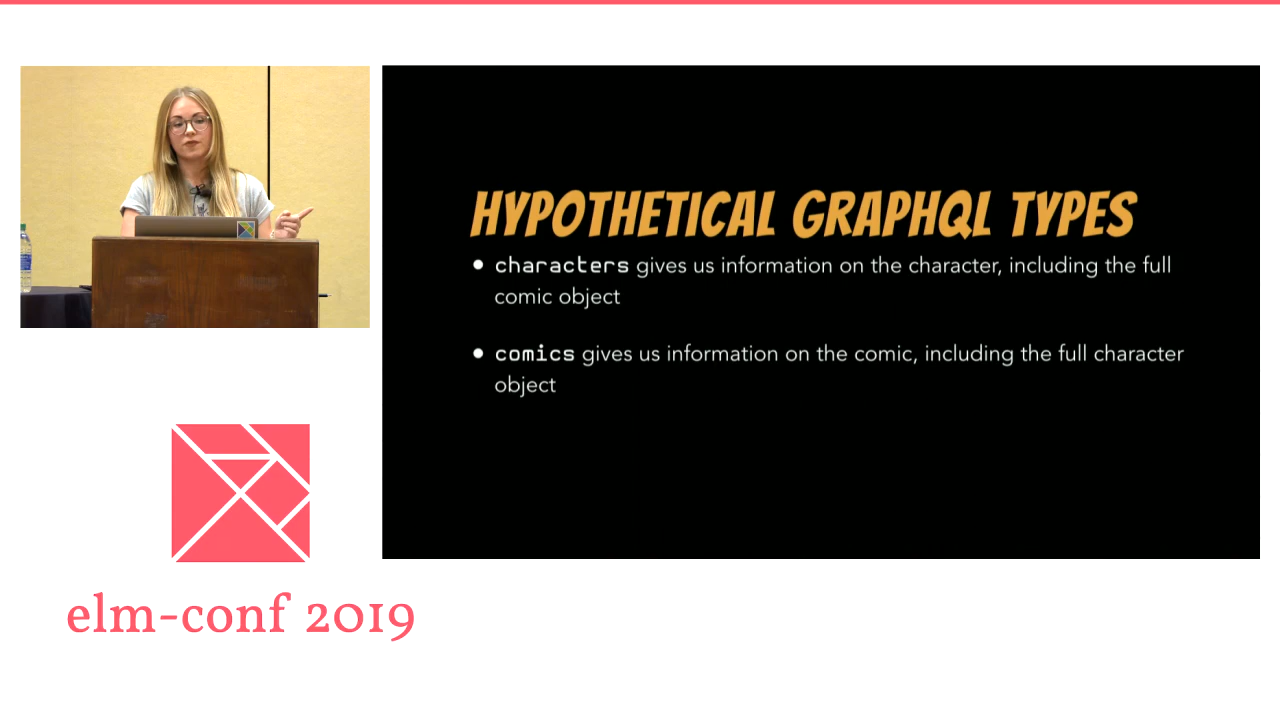 HYPOTHETICAL GRAPHQL TYPES
• characters gives us information on the character, including the full
comic object
• comics gives us information on the comic, including the full character
object
elm-conf 2019